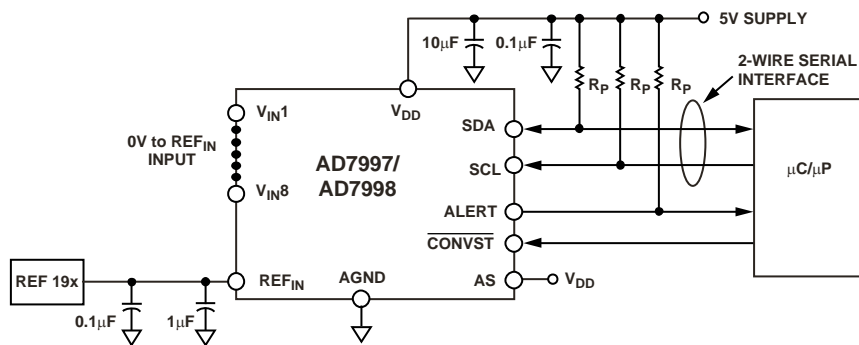 5V SUPPLY
10μF
0.1μF
RP
RP
RP
2-WIRE SERIAL
INTERFACE
VIN1
VDD
0V to REFIN
INPUT
SDA
AD7997/
AD7998
SCL
μC/μP
VIN8
ALERT
CONVST
REF 19x
REFIN
AGND
AS
VDD
0.1μF
1μF